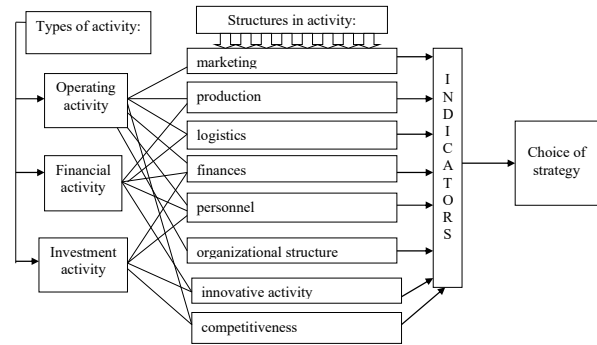 Types of activity:
Structures in activity:
Operating
activity
Financial
activity
Investment
activity
marketing
production
logistics
finances
personnel
organizational structure
innovative activity
competitiveness
I
N
D
I
C
A
T
O
R
S
Choice of
strategy